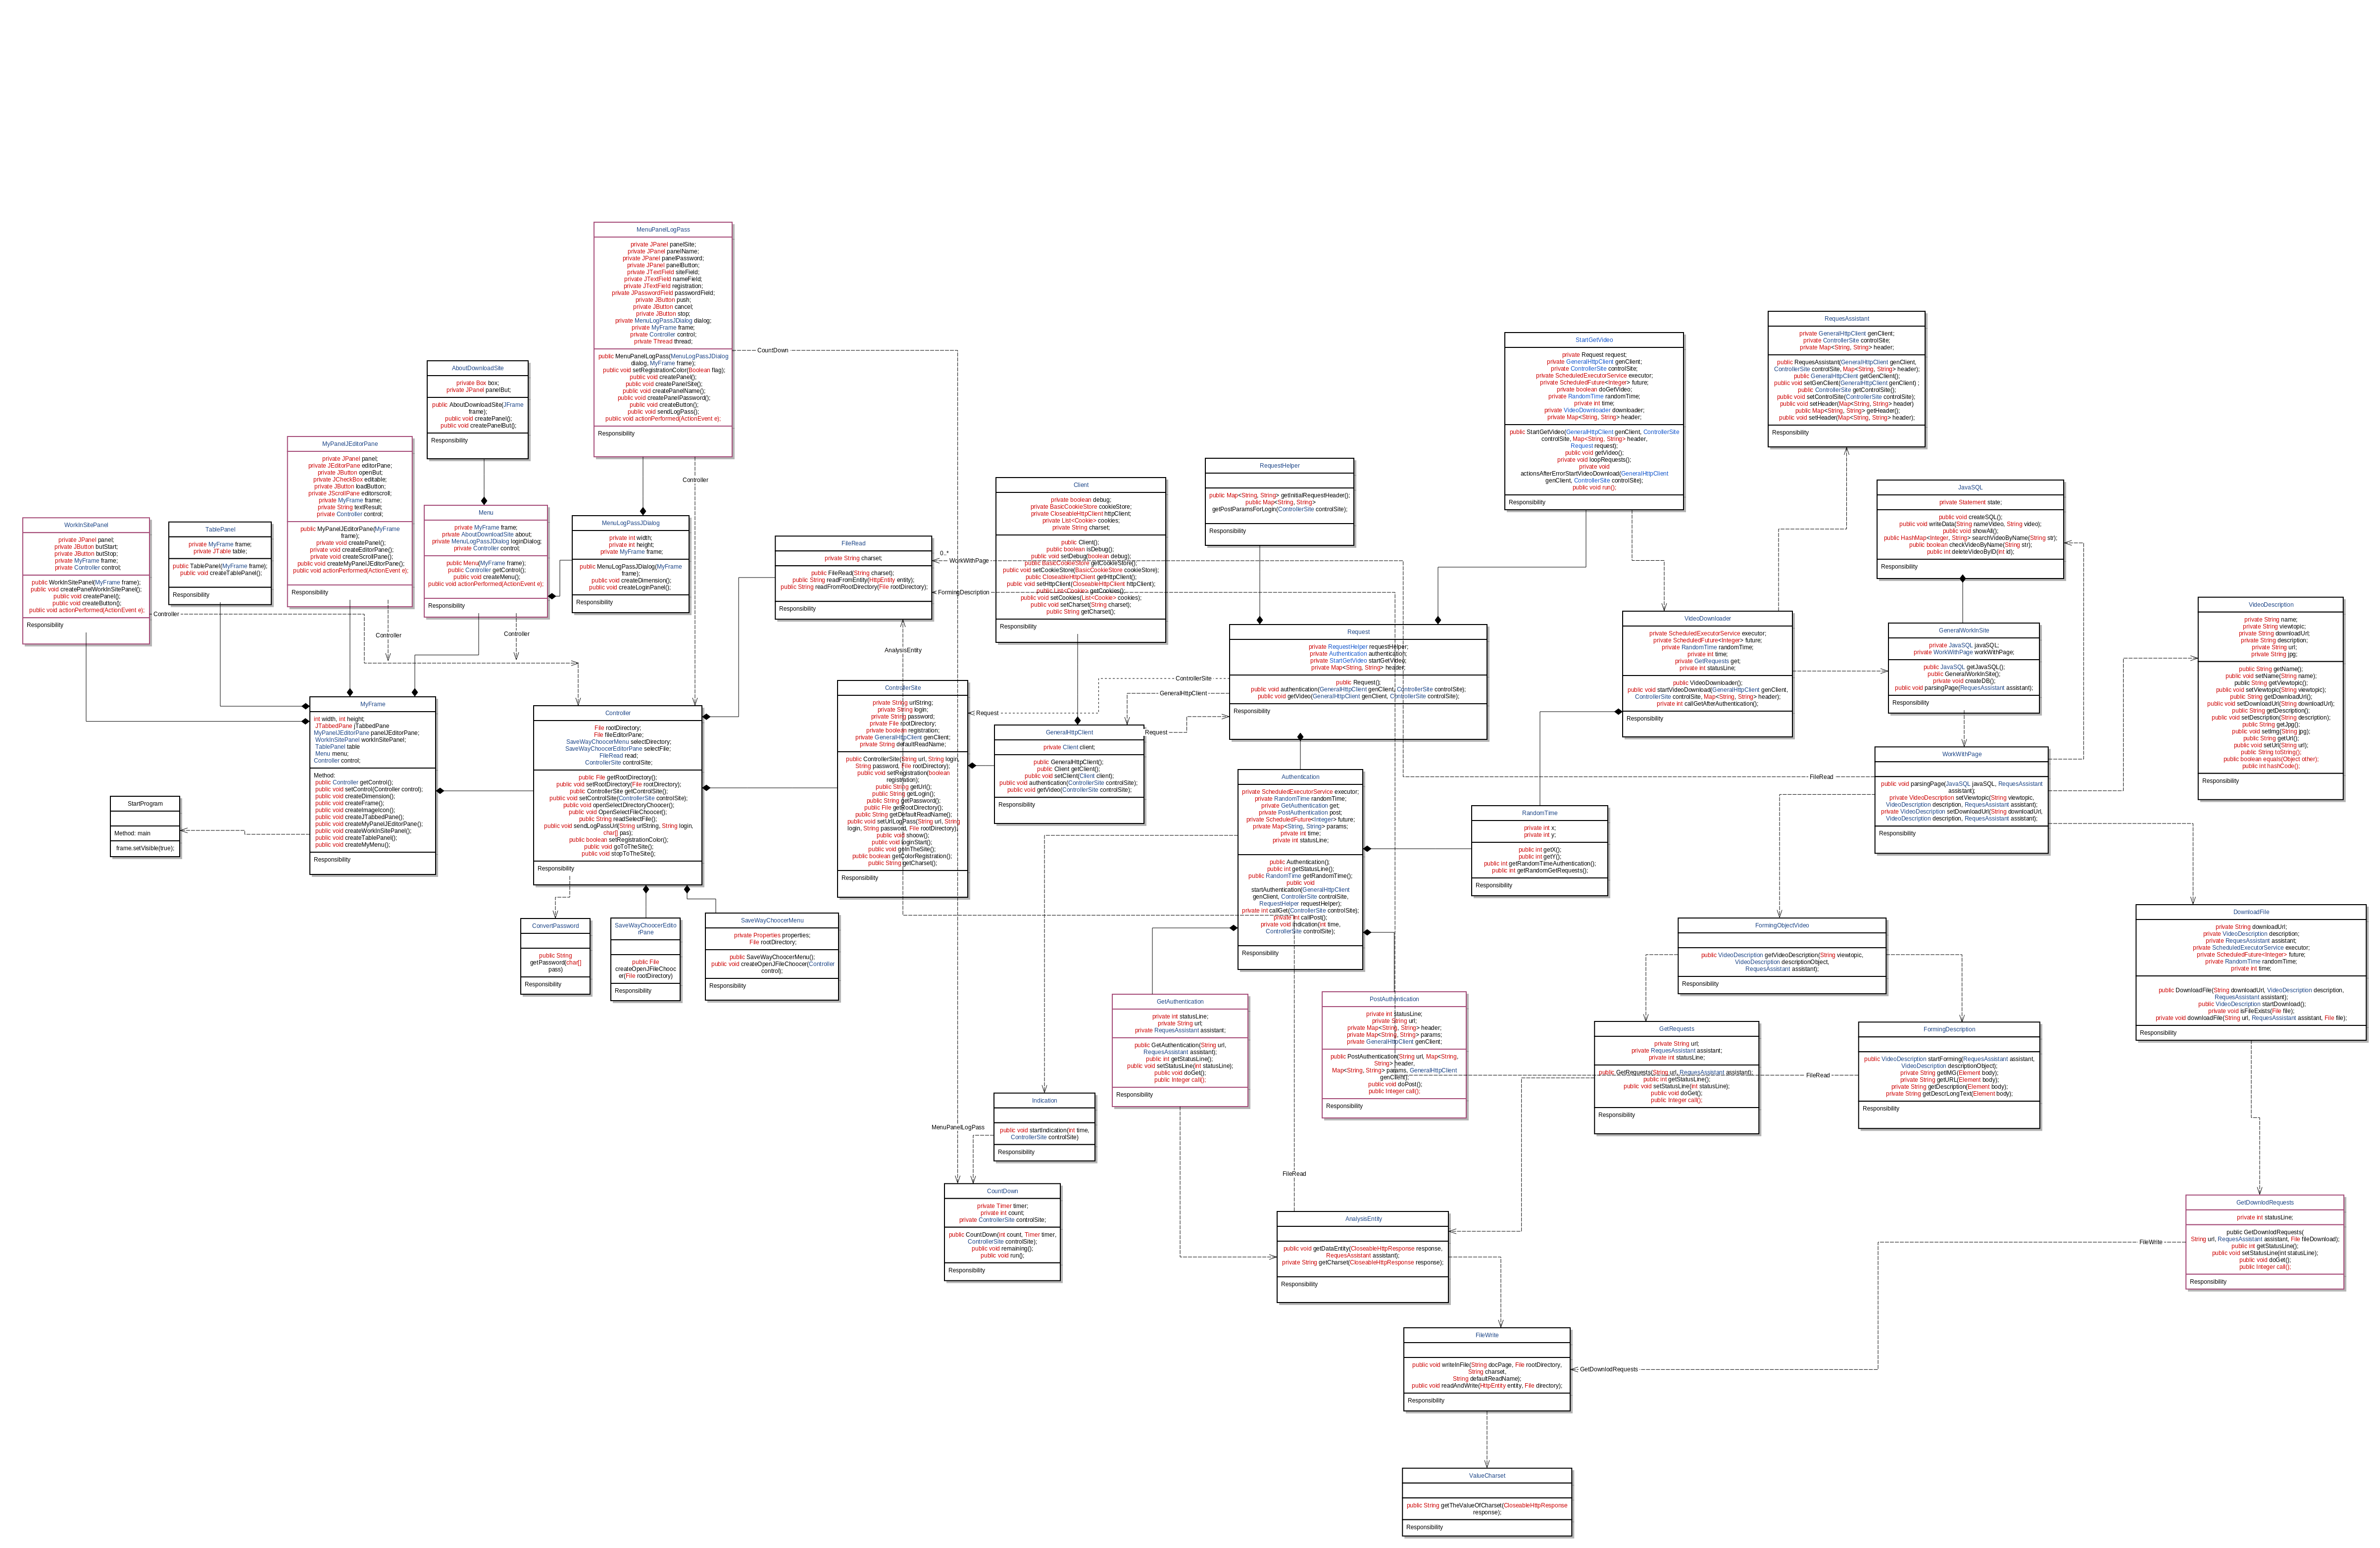 MenuPanelLogPass
private JPanel panelSite;
private JPanel panelName;
private JPanel panelPassword;
private JPanel panelButton;
private JTextField siteField;
private JTextField nameField;
private JTextField registration;
private JPasswordField passwordField;
private JButton push;
private JButton cancel;
private JButton stop;
private MenuLogPassJDialog dialog;
private MyFrame frame;
private Controller control;
private Thread thread;
public MenuPanelLogPass(MenuLogPassJDialog
dialog, MyFrame frame);
public void setRegistrationColor(Boolean flag);
public void createPanel();
public void createPanelSite();
public void createPanelName();
public void createPanelPassword();
public void createButton();
public void sendLogPass();
public void actionPerformed(ActionEvent e);
Responsibility
CountDown
Controller
AboutDownloadSite
private Box box;
private JPanel panelBut;
public AboutDownloadSite(JFrame
frame);
public void createPanel();
public void createPanelBut();
Responsibility
MyPanelJEditorPane
private JPanel panel;
private JEditorPane editorPane;
private JButton openBut;
private JCheckBox editable;
private JButton loadButton;
private JScrollPane editorscroll;
private MyFrame frame;
private String textResult;
private Controller control;
public MyPanelJEditorPane(MyFrame
frame);
private void createPanel();
private void createEditorPane();
private void createScrollPane();
public void createMyPanelJEditorPane();
public void actionPerformed(ActionEvent e);
Responsibility
Controller
Menu
private MyFrame frame;
private AboutDownloadSite about;
private MenuLogPassJDialog loginDialog;
private Controller control;
public Menu(MyFrame frame);
public Controller getControl();
public void createMenu();
public void actionPerformed(ActionEvent e);
Responsibility
Controller
MenuLogPassJDialog
private int width;
private int height;
private MyFrame frame;
public MenuLogPassJDialog(MyFrame
frame);
public void createDimension();
public void createLoginPanel();
Responsibility
WorkInSitePanel
private JPanel panel;
private JButton butStart;
private JButton butStop;
private MyFrame frame;
private Controller control;
public WorkInSitePanel(MyFrame frame);
public void createPanelWorkInSitePanel();
public void createPanel();
public void createButton();
public void actionPerformed(ActionEvent e);
Responsibility
Controller
TablePanel
private MyFrame frame;
private JTable table;
public TablePanel(MyFrame frame);
public void createTablePanel();
Responsibility
FileRead
private String charset;
public FileRead(String charset);
public String readFromEntity(HttpEntity entity);
public String readFromRootDirectory(File rootDirectory);
Responsibility
0..*
WorkWithPage
FormingDescription
AnalysisEntity
Client
private boolean debug;
private BasicCookieStore cookieStore;
private CloseableHttpClient httpClient;
private List<Cookie> cookies;
private String charset;
public Client();
public boolean isDebug();
public void setDebug(boolean debug);
public BasicCookieStore getCookieStore();
public void setCookieStore(BasicCookieStore cookieStore);
public CloseableHttpClient getHttpClient();
public void setHttpClient(CloseableHttpClient httpClient);
public List<Cookie> getCookies();
public void setCookies(List<Cookie> cookies);
public void setCharset(String charset);
public String getCharset();
Responsibility
RequestHelper
public Map<String, String> getInitialRequestHeader();
public Map<String, String>
getPostParamsForLogin(ControllerSite controlSite);
Responsibility
StartGetVideo
private Request request;
private GeneralHttpClient genClient;
private ControllerSite controlSite;
private ScheduledExecutorService executor;
private ScheduledFuture<Integer> future;
private boolean doGetVideo;
private RandomTime randomTime;
private int time;
private VideoDownloader downloader;
private Map<String, String> header;
public StartGetVideo(GeneralHttpClient genClient, ControllerSite
controlSite, Map<String, String> header,
Request request);
public void getVideo();
private void loopRequests();
private void
actionsAfterErrorStartVideoDownload(GeneralHttpClient
genClient, ControllerSite controlSite);
public void run();
Responsibility
RequesAssistant
private GeneralHttpClient genClient;
private ControllerSite controlSite;
private Map<String, String> header;
public RequesAssistant(GeneralHttpClient genClient,
ControllerSite controlSite, Map<String, String> header);
public GeneralHttpClient getGenClient();
public void setGenClient(GeneralHttpClient genClient) ;
public ControllerSite getControlSite();
public void setControlSite(ControllerSite controlSite);
public void setHeader(Map<String, String> header)
public Map<String, String> getHeader();
public void setHeader(Map<String, String> header);
Responsibility
JavaSQL
private Statement state;
public void createSQL();
public void writeData(String nameVideo, String video);
public void showAll();
public HashMap<Integer, String> searchVideoByName(String str);
public boolean checkVideoByName(String str);
public int deleteVideoByID(int id);
Responsibility
VideoDescription
private String name;
private String viewtopic;
private String downloadUrl;
private String description;
private String url;
private String jpg;
public String getName();
public void setName(String name);
public String getViewtopic();
public void setViewtopic(String viewtopic);
public String getDownloadUrl();
public void setDownloadUrl(String downloadUrl);
public String getDescription();
public void setDescription(String description);
public String getJpg();
public void setImg(String jpg);
public String getUrl();
public void setUrl(String url);
public String toString();
public boolean equals(Object other);
public int hashCode();
Responsibility
GeneralWorkInSite
private JavaSQL javaSQL;
private WorkWithPage workWithPage;
public JavaSQL getJavaSQL();
public GeneralWorkInSite();
private void createDB();
public void parsingPage(RequesAssistant assistant);
Responsibility
VideoDownloader
private ScheduledExecutorService executor;
private ScheduledFuture<Integer> future;
private RandomTime randomTime;
private int time;
private GetRequests get;
private int statusLine;
public VideoDownloader();
public void startVideoDownload(GeneralHttpClient genClient,
ControllerSite controlSite, Map<String, String> header);
private int callGetAfterAuthentication();
Responsibility
Request
private RequestHelper requestHelper;
private Authentication authentication;
private StartGetVideo startGetVideo;
private Map<String, String> header;
public Request();
public void authentication(GeneralHttpClient genClient, ControllerSite controlSite);
public void getVideo(GeneralHttpClient genClient, ControllerSite controlSite);
Responsibility
ControllerSite
GeneralHttpClient
Request
Request
ControllerSite
private String urlString;
private String login;
private String password;
private File rootDirectory;
private boolean registration;
private GeneralHttpClient genClient;
private String defaultReadName;
public ControllerSite(String url, String login,
String password, File rootDirectory);
public void setRegistration(boolean
registration);
public String getUrl();
public String getLogin();
public String getPassword();
public File getRootDirectory();
public String getDefaultReadName();
public void setUrlLogPass(String url, String
login, String password, File rootDirectory);
public void shoow();
public void loginStart();
public void goInTheSite();
public boolean getColorRegistration();
public String getCharset();
Responsibility
GeneralHttpClient
private Client client;
public GeneralHttpClient();
public Client getClient();
public void setClient(Client client);
public void authentication(ControllerSite controlSite);
public void getVideo(ControllerSite controlSite);
Responsibility
MyFrame
int width, int height;
JTabbedPane jTabbedPane
MyPanelJEditorPane panelJEditorPane;
WorkInSitePanel workInSitePanel;
TablePanel table
Menu menu;
Controller control;
Method:
public Controller getControl();
public void setControl(Controller control);
public void createDimension();
public void createFrame();
public void createImageIcon();
public void createJTabbedPane();
public void createMyPanelJEditorPane();
public void createWorkInSitePanel();
public void createTablePanel();
public void createMyMenu();
Responsibility
Controller
File rootDirectory;
File fileEditorPane;
SaveWayChoocerMenu selectDirectory;
SaveWayChoocerEditorPane selectFile;
FileRead read;
ControllerSite controlSite;
public File getRootDirectory();
public void setRootDirectory(File rootDirectory);
public ControllerSite getControlSite();
public void setControlSite(ControllerSite controlSite);
public void openSelectDirectoryChoocer();
public void OpenSelectFileChoocer();
public String readSelectFile();
public void sendLogPassUrl(String urlString, String login,
char[] pas);
public boolean setRegistrationColor();
public void goToTheSite();
public void stopToTheSite();
Responsibility
StartProgram
Method: main
frame.setVisible(true);
WorkWithPage
public void parsingPage(JavaSQL javaSQL, RequesAssistant
assistant);
private VideoDescription setViewtopic(String viewtopic,
VideoDescription description, RequesAssistant assistant);
private VideoDescription setDownloadUrl(String downloadUrl,
VideoDescription description, RequesAssistant assistant);
Responsibility
FileRead
Authentication
private ScheduledExecutorService executor;
private RandomTime randomTime;
private GetAuthentication get;
private PostAuthentication post;
private ScheduledFuture<Integer> future;
private Map<String, String> params;
private int time;
private int statusLine;
public Authentication();
public int getStatusLine();
public RandomTime getRandomTime();
public void
startAuthentication(GeneralHttpClient
genClient, ControllerSite controlSite,
RequestHelper requestHelper);
private int callGet(ControllerSite controlSite);
private int callPost();
private void indication(int time,
ControllerSite controlSite);
Responsibility
RandomTime
private int x;
private int y;
public int getX();
public int getY();
public int getRandomTimeAuthentication();
public int getRandomGetRequests();
Responsibility
ConvertPassword
public String
getPassword(char[]
pass)
Responsibility
SaveWayChoocerEdito
rPane
public File
createOpenJFileChooc
er(File rootDirectory)
Responsibility
SaveWayChoocerMenu
private Properties properties;
File rootDirectory;
public SaveWayChoocerMenu();
public void createOpenJFileChoocer(Controller
control);
Responsibility
FormingObjectVideo
public VideoDescription getVideoDescription(String viewtopic,
VideoDescription descriptionObject,
RequesAssistant assistant);
Responsibility
DownloadFile
private String downloadUrl;
private VideoDescription description;
private RequesAssistant assistant;
private ScheduledExecutorService executor;
private ScheduledFuture<Integer> future;
private RandomTime randomTime;
private int time;
public DownloadFile(String downloadUrl, VideoDescription description,
RequesAssistant assistant);
public VideoDescription startDownload();
private void isFileExists(File file);
private void downloadFile(String url, RequesAssistant assistant, File file);
Responsibility
GetAuthentication
private int statusLine;
private String url;
private RequesAssistant assistant;
public GetAuthentication(String url,
RequesAssistant assistant);
public int getStatusLine();
public void setStatusLine(int statusLine);
public void doGet();
public Integer call();
Responsibility
PostAuthentication
private int statusLine;
private String url;
private Map<String, String> header;
private Map<String, String> params;
private GeneralHttpClient genClient;
public PostAuthentication(String url, Map<String,
String> header,
Map<String, String> params, GeneralHttpClient
genClient);
public void doPost();
public Integer call();
Responsibility
GetRequests
private String url;
private RequesAssistant assistant;
private int statusLine;
public GetRequests(String url, RequesAssistant assistant);
public int getStatusLine();
public void setStatusLine(int statusLine);
public void doGet();
public Integer call();
Responsibility
FileRead
FormingDescription
public VideoDescription startForming(RequesAssistant assistant,
VideoDescription descriptionObject);
private String getIMG(Element body);
private String getURL(Element body);
private String getDescription(Element body);
private String getDescrLongText(Element body);
Responsibility
Indication
public void startIndication(int time,
ControllerSite controlSite)
Responsibility
MenuPanelLogPass
CountDown
private Timer timer;
private int count;
private ControllerSite controlSite;
public CountDown(int count, Timer timer,
ControllerSite controlSite);
public void remaining();
public void run();
Responsibility
FileRead
AnalysisEntity
public void getDataEntity(CloseableHttpResponse response,
RequesAssistant assistant);
private String getCharset(CloseableHttpResponse response);
Responsibility
GetDownlodRequests
private int statusLine;
public GetDownlodRequests(
String url, RequesAssistant assistant, File fileDownload);
public int getStatusLine();
public void setStatusLine(int statusLine);
public void doGet();
public Integer call();
Responsibility
FileWrite
FileWrite
public void writeInFile(String docPage, File rootDirectory,
String charset,
String defaultReadName);
public void readAndWrite(HttpEntity entity, File directory);
Responsibility
GetDownlodRequests
ValueCharset
public String getTheValueOfCharset(CloseableHttpResponse
response);
Responsibility